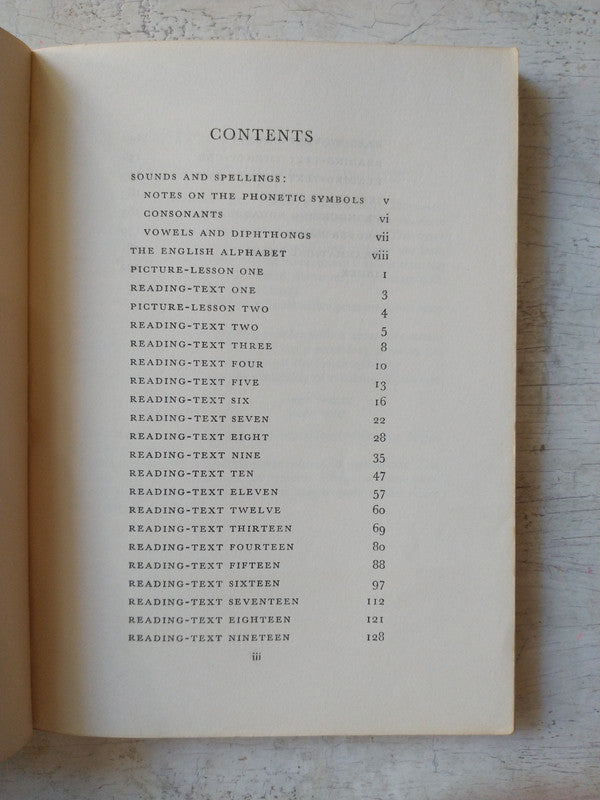 CONTENTS
SOUNDS AND SPELLINGS:
NOTES ON THE PHONETIC SYMBOLS v
CONSONANTS vi
VOWELS AND DIPHTHONGS vii
THE ENGLISH ALPHABET viii
PICTURE-LESSON ONE 1
READING-TEXT ONE 3
PICTURE-LESSON TWO 4
READING-TEXT TWO 5
READING-TEXT THREE 8
READING-TEXT FOUR 10
READING-TEXT FIVE 13
READING-TEXT SIX 16
READING-TEXT SEVEN 22
READING-TEXT EIGHT 28
READING-TEXT NINE 35
READING-TEXT TEN 47
READING-TEXT ELEVEN 57
READING-TEXT TWELVE 60
READING-TEXT THIRTEEN 69
READING-TEXT FOURTEEN 80
READING-TEXT FIFTEEN 88
READING-TEXT SIXTEEN 97
READING-TEXT SEVENTEEN 112
READING-TEXT EIGHTEEN 121
READING-TEXT NINETEEN 128
iii